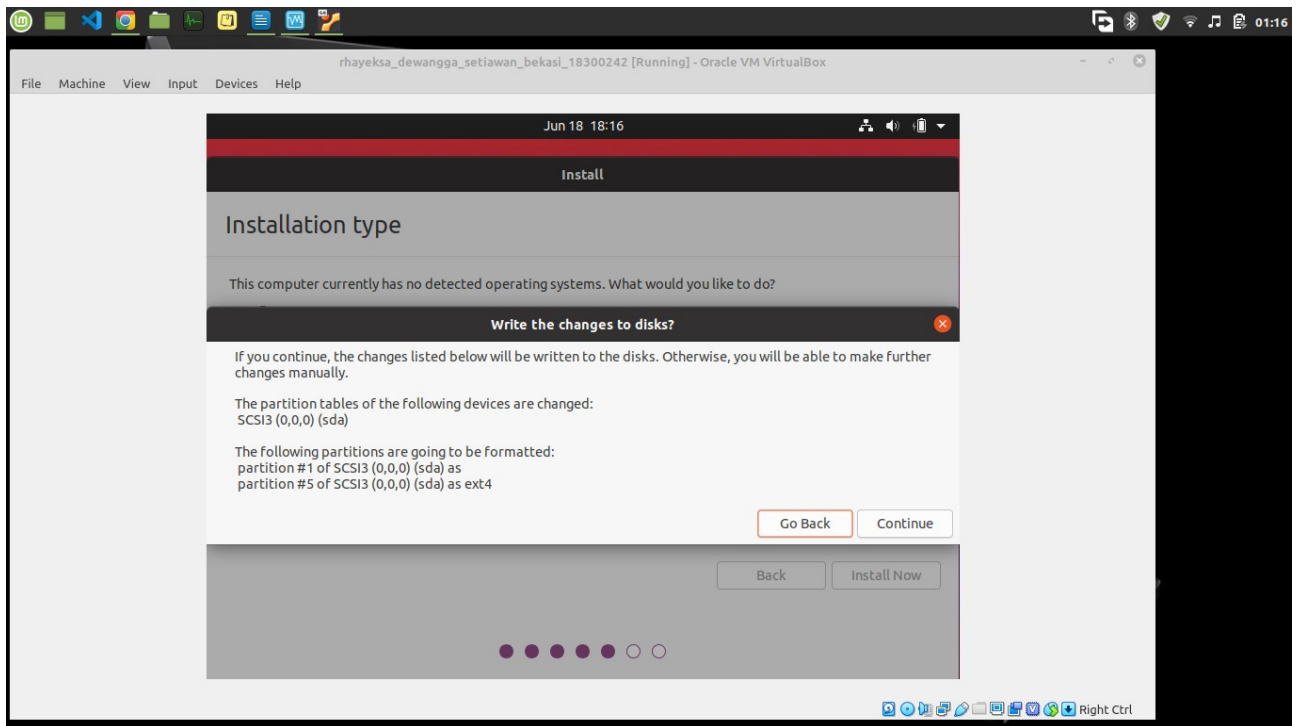 01:16
rhayeksa_dewangga_setiawan_bekasi_18300242 [Running] - Oracle VM VirtualBox
File Machine View Input Devices Help
Jun 18 18:16
Install
Installation type
This computer currently has no detected operating systems. What would you like to do?
Write the changes to disks?
If you continue, the changes listed below will be written to the disks. Otherwise, you will be able to make further
changes manually.
The partition tables of the following devices are changed:
SCSI3 (0,0,0) (sda)
The following partitions are going to be formatted:
partition #1 of SCSI3 (0,0,0) (sda) as
partition #5 of SCSI3 (0,0,0) (sda) as ext4
Go Back Continue
Back Install Now
Right Ctrl